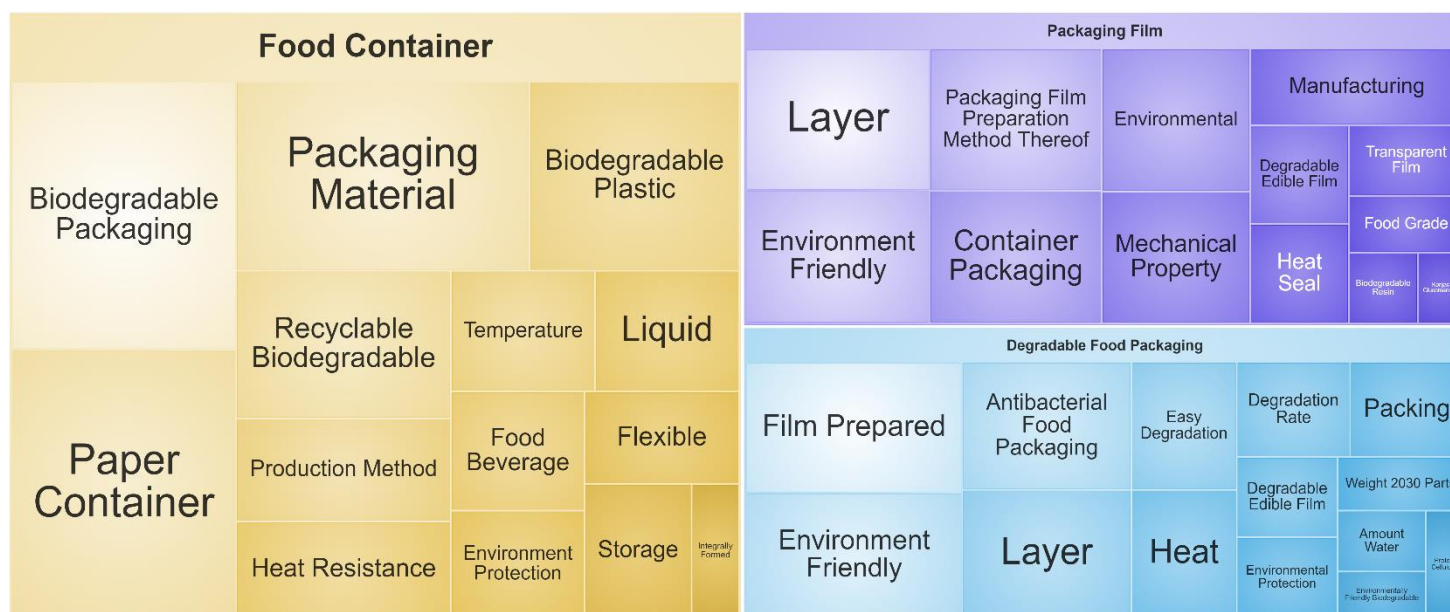 Food Container
Biodegradable
Packaging
Packaging
Material
Biodegradable
Plastic
Paper
Container
Recyclable
Biodegradable
Temperature
Liquid
Production Method
Food
Beverage
Flexible
Heat Resistance
Environment
Protection
Storage
Integrally
Formed
Packaging Film
Layer
Packaging Film
Preparation
Method Thereof
Environmental
Manufacturing
Degradable
Edible Film
Transparent
Film
Food Grade
Environment
Friendly
Container
Packaging
Mechanical
Property
Heat
Seal
Biodegradable
Resin
Degradable Food Packaging
Film Prepared
Antibacterial
Food
Packaging
Easy
Degradation
Degradation
Rate
Packing
Environment
Friendly
Layer
Heat
Degradable
Edible Film
Weight 2030 Part
Environmental
Protection
Amount
Water
Environmentally
Friendly Biodegradable